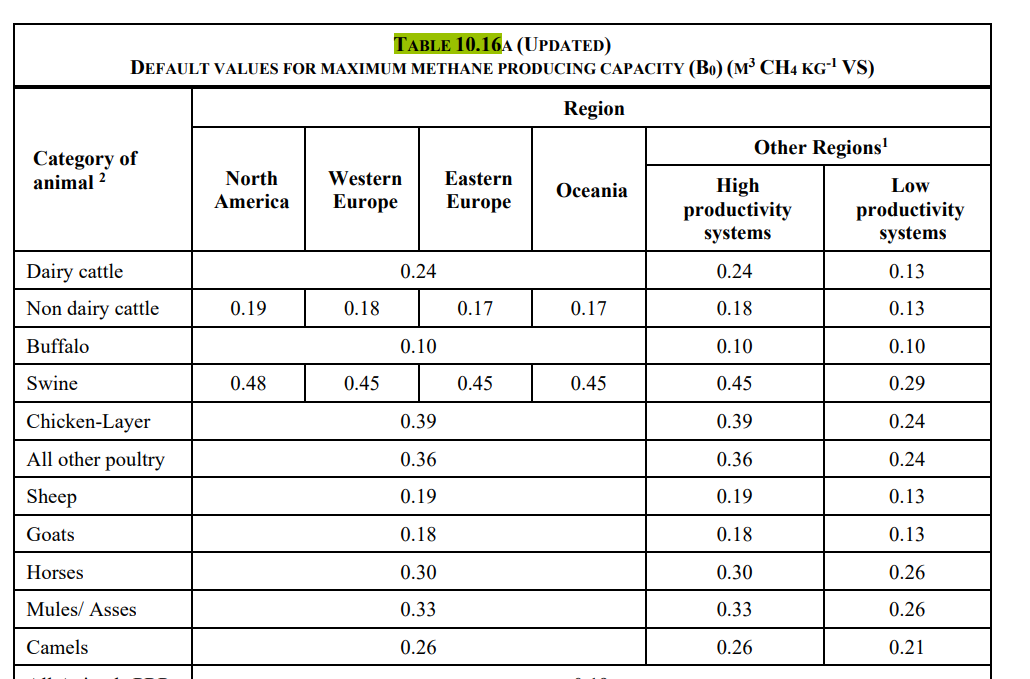 TABLE 10.16A (UPDATED)
DEFAULT VALUES FOR MAXIMUM METHANE PRODUCING CAPACITY (B₀) (M³ CH₄ KG⁻¹ VS)
Category of animal ²
Region
North America
Western Europe
Eastern Europe
Oceania
Other Regions¹
High productivity systems
Low productivity systems
Dairy cattle 0.24 0.24 0.13
Non dairy cattle 0.19 0.18 0.17 0.17 0.18 0.13
Buffalo 0.10 0.10 0.10
Swine 0.48 0.45 0.45 0.45 0.45 0.29
Chicken-Layer 0.39 0.39 0.24
All other poultry 0.36 0.36 0.24
Sheep 0.19 0.19 0.13
Goats 0.18 0.18 0.13
Horses 0.30 0.30 0.26
Mules/ Asses 0.33 0.33 0.26
Camels 0.26 0.26 0.21